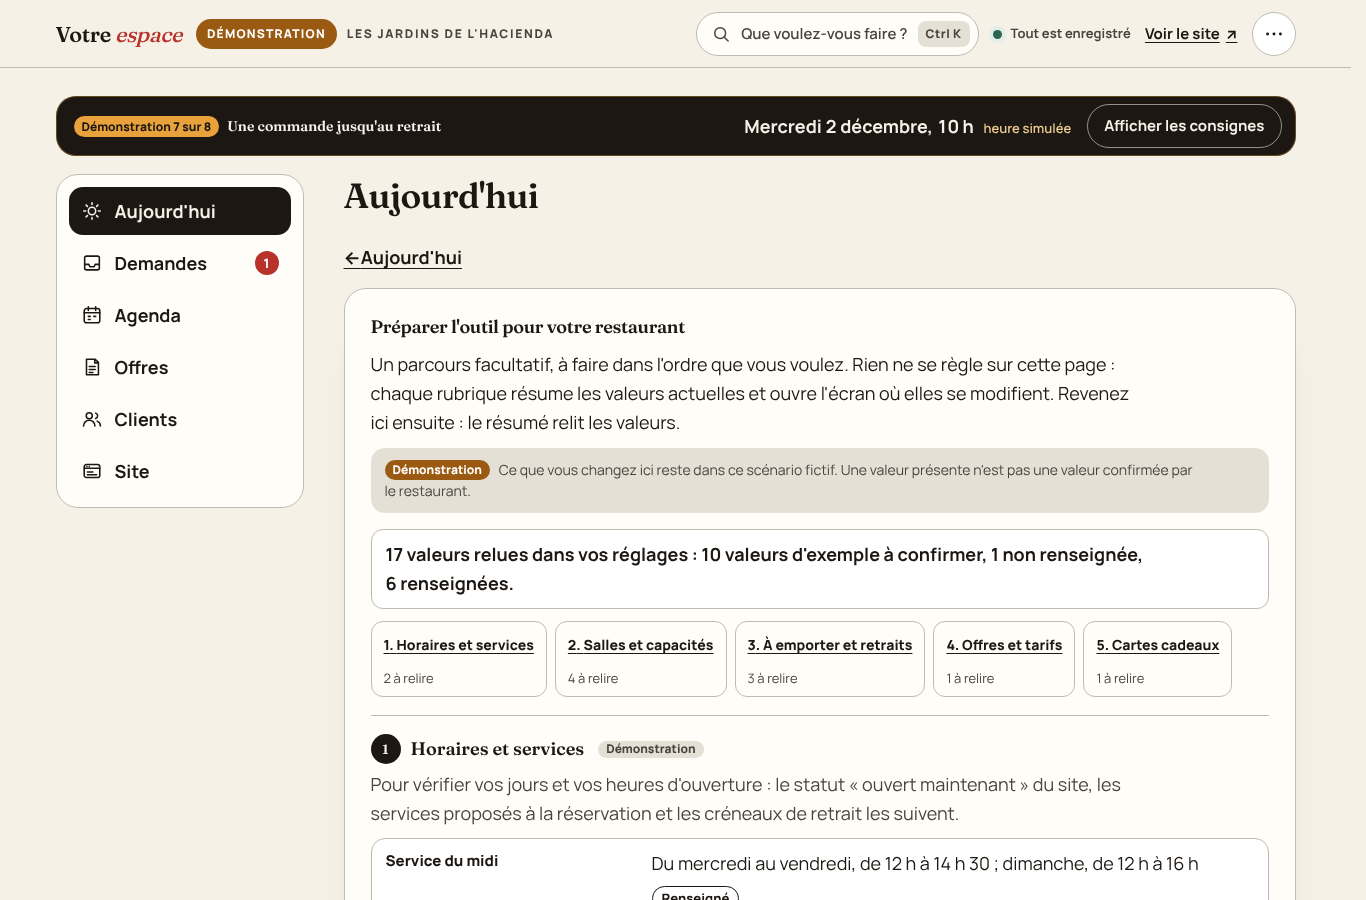 Votre espace
DÉMONSTRATION
LES JARDINS DE L'HACIENDA
Que voulez-vous faire ?
Ctrl K
Tout est enregistré
Voir le site ↗
Démonstration 7 sur 8
Une commande jusqu'au retrait
Mercredi 2 décembre, 10 h
heure simulée
Afficher les consignes
Aujourd'hui
Demandes
1
Agenda
Offres
Clients
Site
Aujourd'hui
←Aujourd'hui
Préparer l'outil pour votre restaurant
Un parcours facultatif, à faire dans l'ordre que vous voulez. Rien ne se règle sur cette page :
chaque rubrique résume les valeurs actuelles et ouvre l'écran où elles se modifient. Revenez
ici ensuite : le résumé relit les valeurs.
Démonstration Ce que vous changez ici reste dans ce scénario fictif. Une valeur présente n'est pas une valeur confirmée par
le restaurant.
17 valeurs relues dans vos réglages : 10 valeurs d'exemple à confirmer, 1 non renseignée,
6 renseignées.
1. Horaires et services
2 à relire
2. Salles et capacités
4 à relire
3. À emporter et retraits
3 à relire
4. Offres et tarifs
1 à relire
5. Cartes cadeaux
1 à relire
1 Horaires et services
Démonstration
Pour vérifier vos jours et vos heures d'ouverture : le statut « ouvert maintenant » du site, les
services proposés à la réservation et les créneaux de retrait les suivent.
Service du midi
Du mercredi au vendredi, de 12 h à 14 h 30 ; dimanche, de 12 h à 16 h
Renseigné